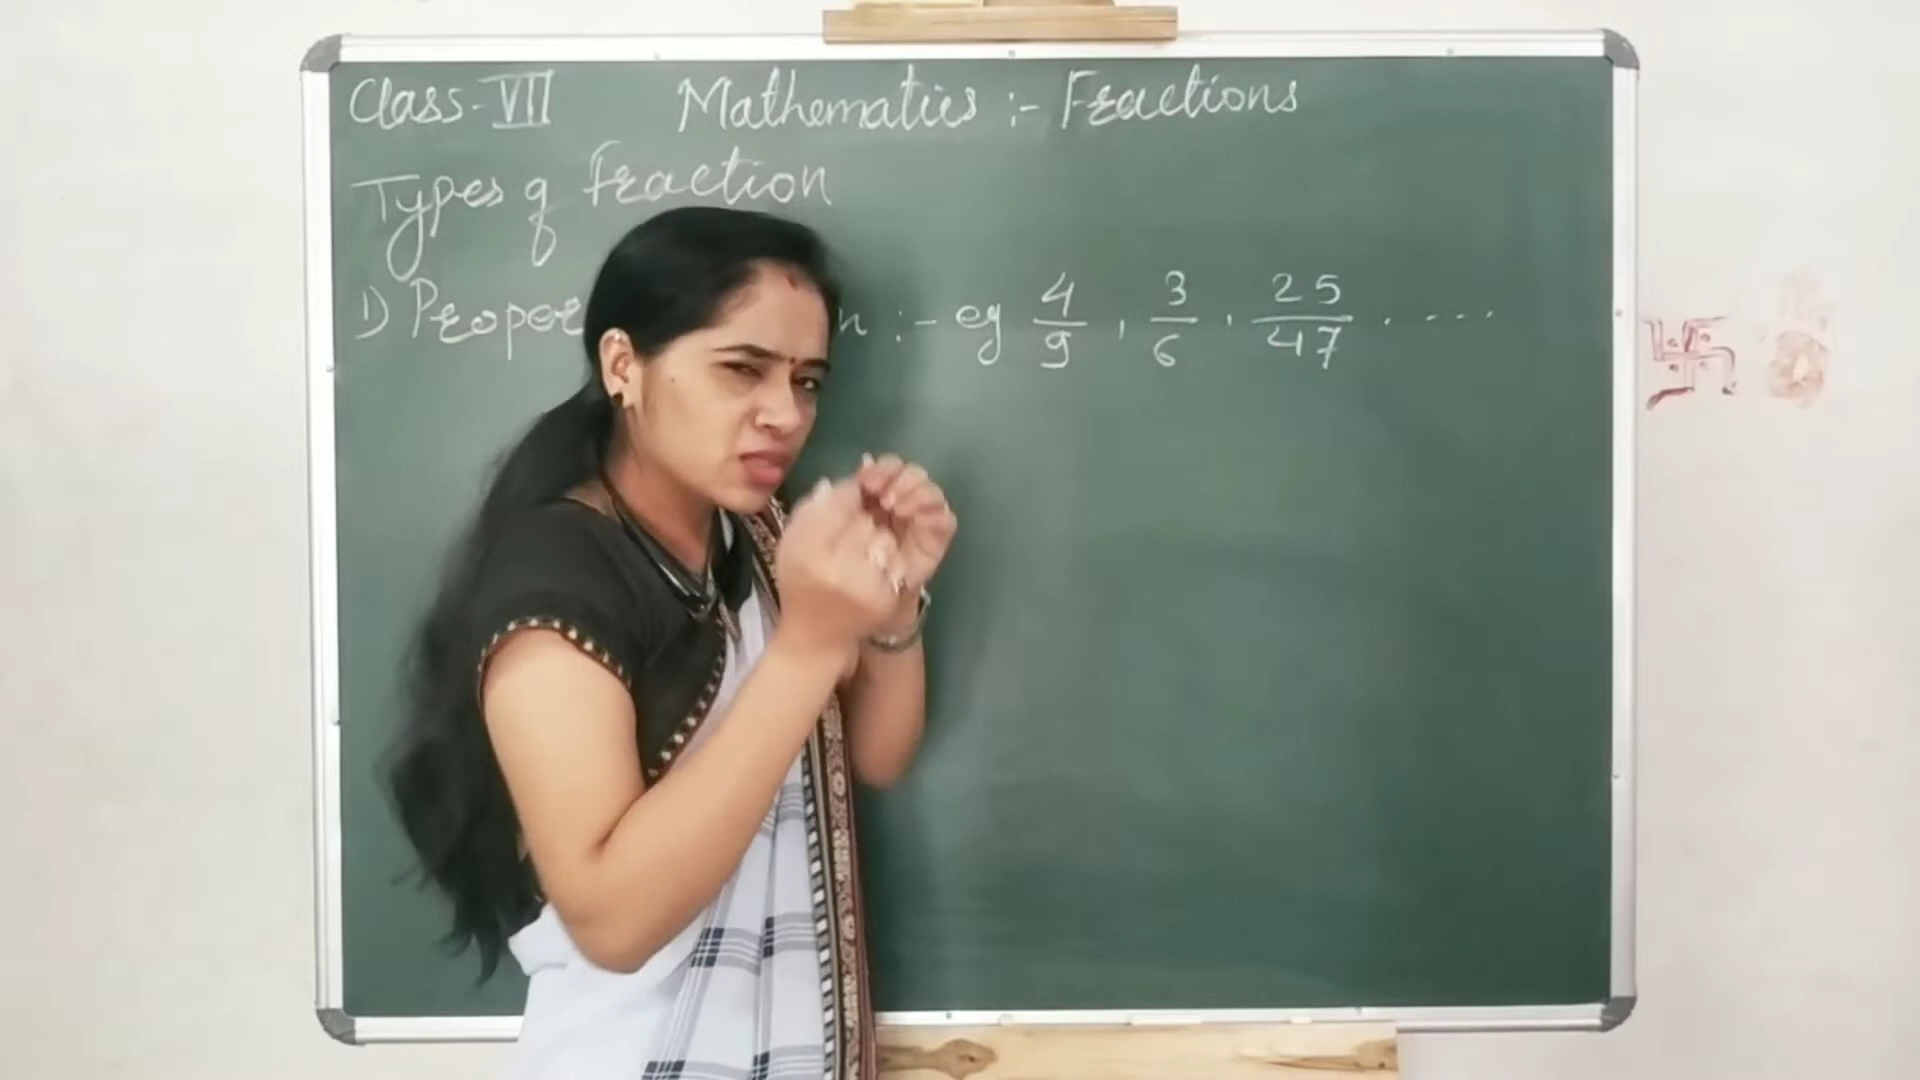 Class-VII Mathematics :- Fractions
Types of Fraction
1) Proper :- eg 4/9, 3/6, 25/47, ....